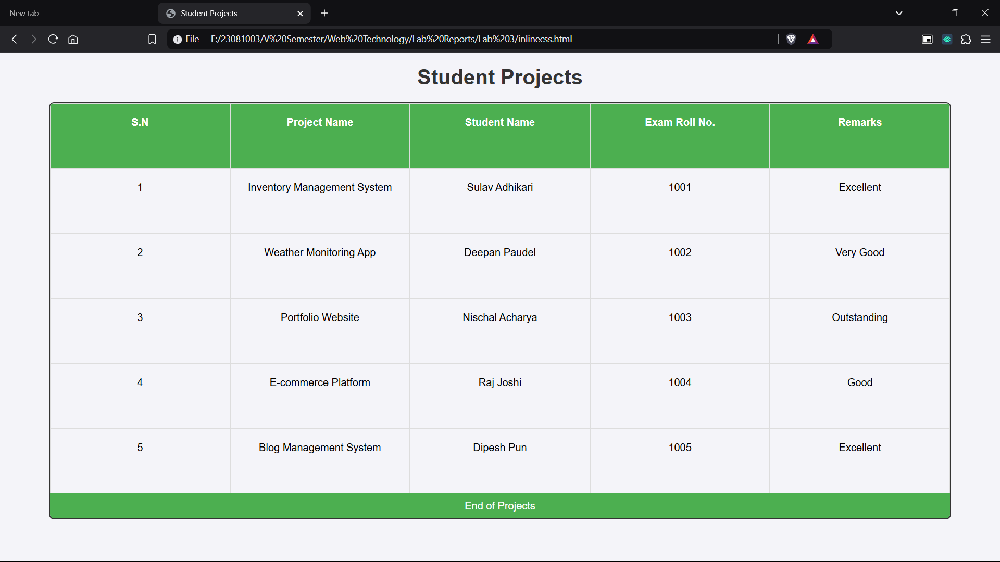 New tab
Student Projects
File F:/23081003/V%20Semester/Web%20Technology/Lab%20Reports/Lab%203/inlinecss.html
Student Projects
S.N Project Name Student Name Exam Roll No. Remarks
1 Inventory Management System Sulav Adhikari 1001 Excellent
2 Weather Monitoring App Deepan Paudel 1002 Very Good
3 Portfolio Website Nischal Acharya 1003 Outstanding
4 E-commerce Platform Raj Joshi 1004 Good
5 Blog Management System Dipesh Pun 1005 Excellent
End of Projects